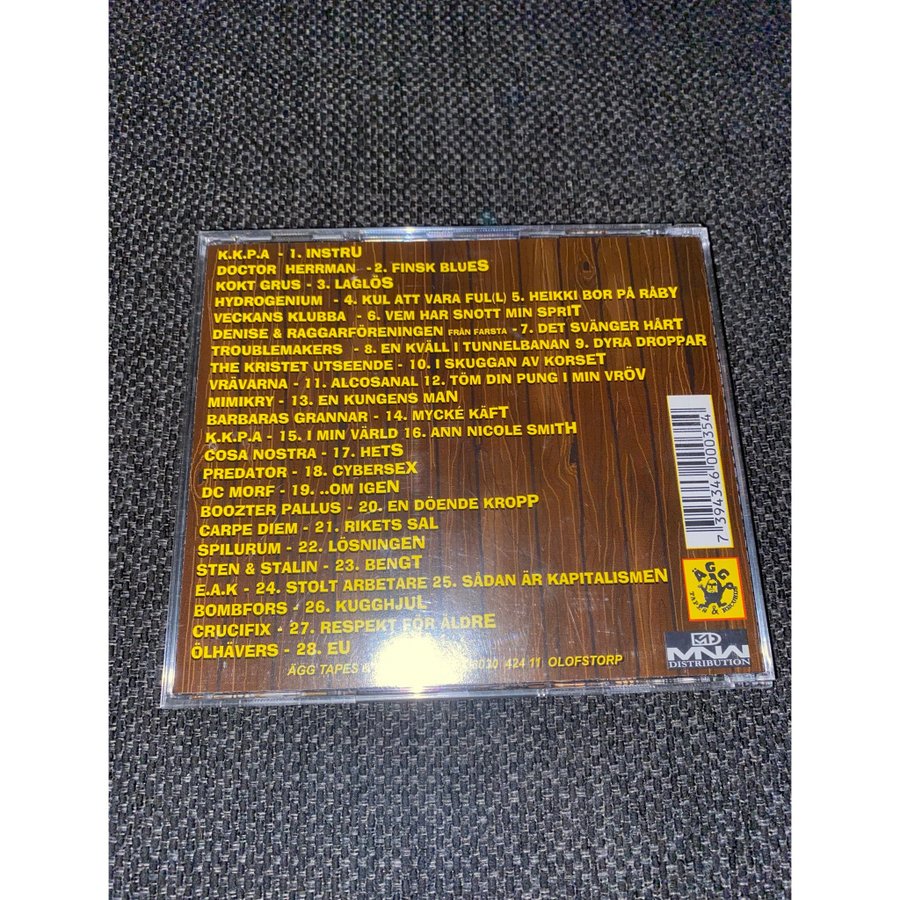 K.K.P.A - 1. INSTRU
DOCTOR HERRMAN - 2. FINSK BLUES
KOKT GRUS - 3. LAGLÖS
HYDROGENIUM - 4. KUL ATT VARA FUL(L) 5. HEIKKI BOR PÅ RÅBY
VECKANS KLUBBA - 6. VEM HAR SNOTT MIN SPRIT
DENISE & RAGGARFÖRENINGEN FRÅN FARSTA - 7. DET SVÄNGER HÅRT
TROUBLEMAKERS - 8. EN KVÄLL I TUNNELBANAN 9. DYRA DROPPAR
THE KRISTET UTSEENDE - 10. I SKUGGAN AV KORSET
VRÄVARNA - 11. ALCOSANAL 12. TÖM DIN PUNG I MIN VRÖV
MIMIKRY - 13. EN KUNGENS MAN
BARBARAS GRANNAR - 14. MYCKÉ KÄFT
K.K.P.A - 15. I MIN VÄRLD 16. ANN NICOLE SMITH
COSA NOSTRA - 17. HETS
PREDATOR - 18. CYBERSEX
DC MORF - 19. ..OM IGEN
BOOZTER PALLUS - 20. EN DÖENDE KROPP
CARPE DIEM - 21. RIKETS SAL
SPILURUM - 22. LÖSNINGEN
STEN & STALIN - 23. BENGT
E.A.K - 24. STOLT ARBETARE 25. SÅDAN ÄR KAPITALISMEN
BOMBFORS - 26. KUGGHJUL
CRUCIFIX - 27. RESPEKT FÖR ÄLDRE
ÖLHÄVERS - 28. EU
ÄGG TAPES 424 11 OLOFSTORP
7 394346 000354
ÄGG
TAPES & RECORDS
MD
MNW
DISTRIBUTION